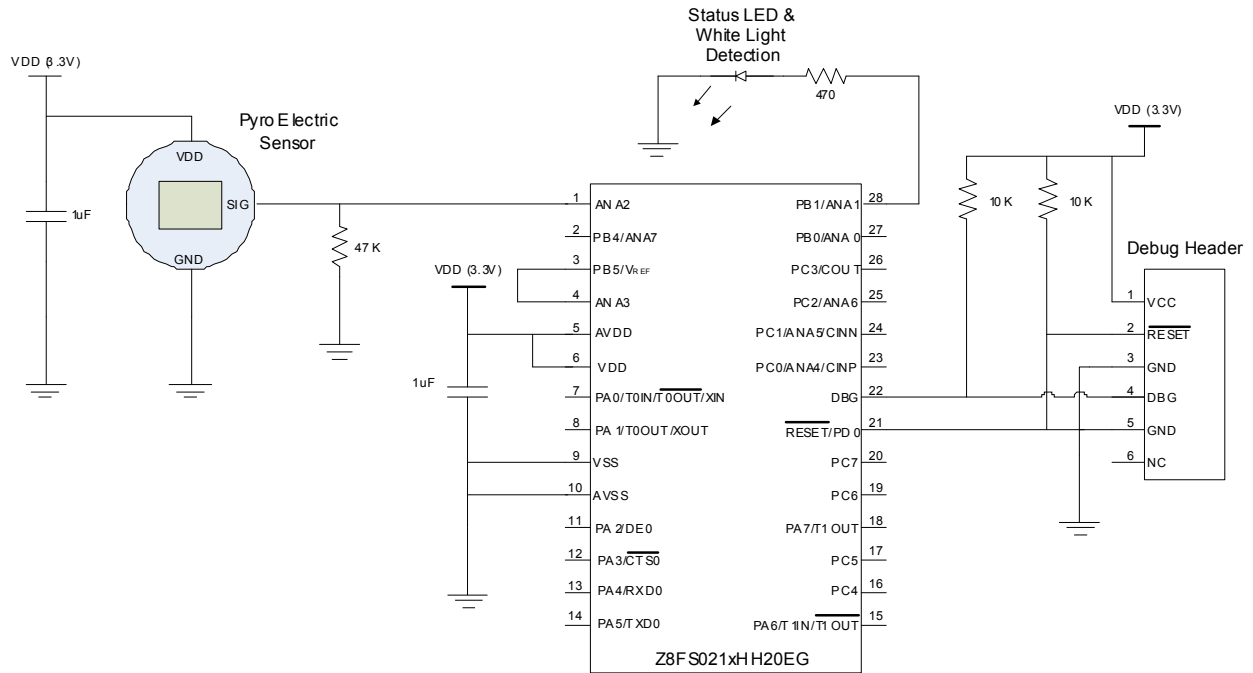 Status LED &
White Light
Detection
VDD (3.3V)
470
VDD (3.3V)
Pyro Electric
Sensor
VDD
SIG
GND
1uF
47 K
10 K
10 K
Debug Header
1 VCC
2 RESET
3 GND
4 DBG
5 GND
6 NC
VDD (3.3V)
1uF
1 ANA2
2 PB4/ANA7
3 PB5/VREF
4 ANA3
5 AVDD
6 VDD
7 PA0/T0IN/T0OUT/XIN
8 PA1/T0OUT/XOUT
9 VSS
10 AVSS
11 PA2/DE0
12 PA3/CTS0
13 PA4/RXD0
14 PA5/TXD0
PB1/ANA1 28
PB0/ANA0 27
PC3/COUT 26
PC2/ANA6 25
PC1/ANA5/CINN 24
PC0/ANA4/CINP 23
DBG 22
RESET/PD0 21
PC7 20
PC6 19
PA7/T1OUT 18
PC5 17
PC4 16
PA6/T1IN/T1OUT 15
Z8FS021xHH20EG